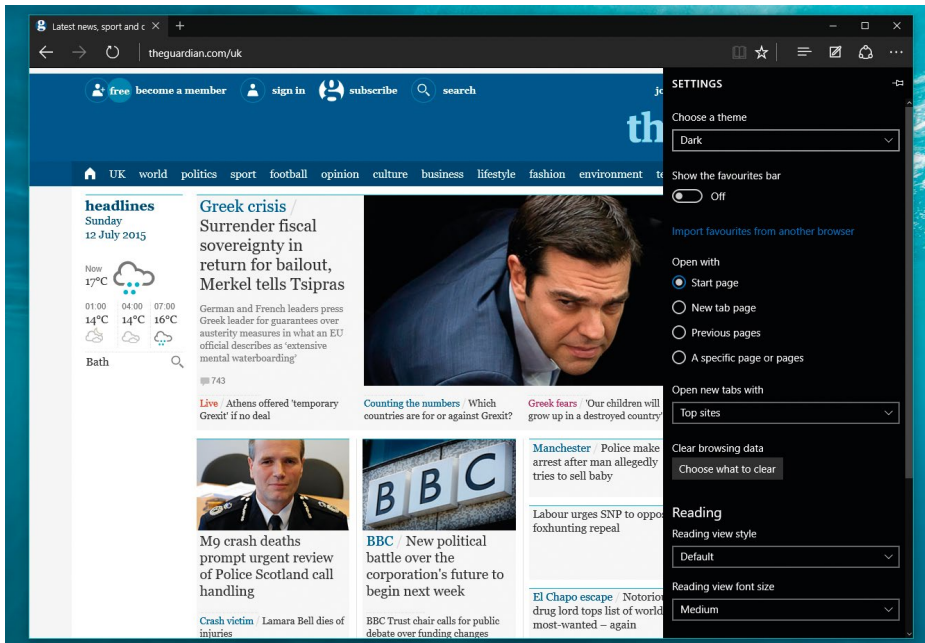 Latest news, sport and c
theguardian.com/uk
free become a member
sign in
subscribe
search
jo
th
UK world politics sport football opinion culture business lifestyle fashion environment te
headlines
Sunday
12 July 2015
Now
17°C
01:00 04:00 07:00
14°C 14°C 16°C
Bath
Greek crisis /
Surrender fiscal
sovereignty in
return for bailout,
Merkel tells Tsipras
German and French leaders press
Greek leader for guarantees over
austerity measures in what an EU
official describes as ‘extensive
mental waterboarding’
743
Live / Athens offered 'temporary
Grexit' if no deal
Counting the numbers / Which
countries are for or against Grexit?
Greek fears / 'Our children will
grow up in a destroyed country'
M9 crash deaths
prompt urgent review
of Police Scotland call
handling
Crash victim / Lamara Bell dies of
injuries
BBC
BBC / New political
battle over the
corporation's future to
begin next week
BBC Trust chair calls for public
debate over funding changes
Manchester / Police make
arrest after man allegedly
tries to sell baby
Labour urges SNP to oppos
foxhunting repeal
El Chapo escape / Notoriou
drug lord tops list of world
most-wanted – again
SETTINGS
Choose a theme
Dark
Show the favourites bar
Off
Import favourites from another browser
Open with
Start page
New tab page
Previous pages
A specific page or pages
Open new tabs with
Top sites
Clear browsing data
Choose what to clear
Reading
Reading view style
Default
Reading view font size
Medium